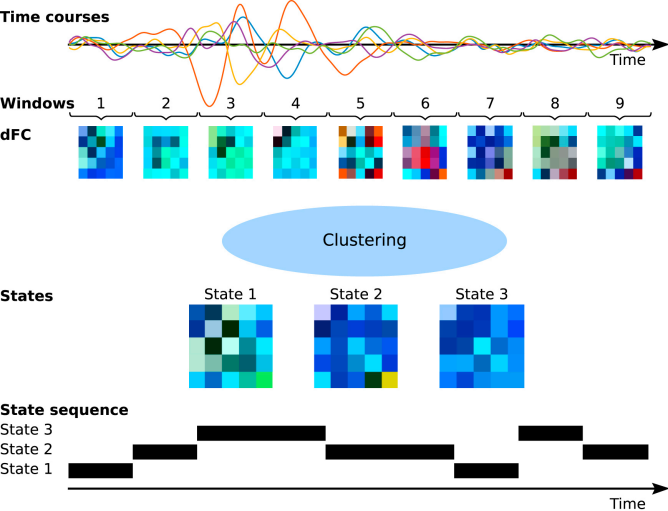 Time courses
Time
Windows 1 2 3 4 5 6 7 8 9
dFC
Clustering
States
State 1 State 2 State 3
State sequence
State 3
State 2
State 1
Time